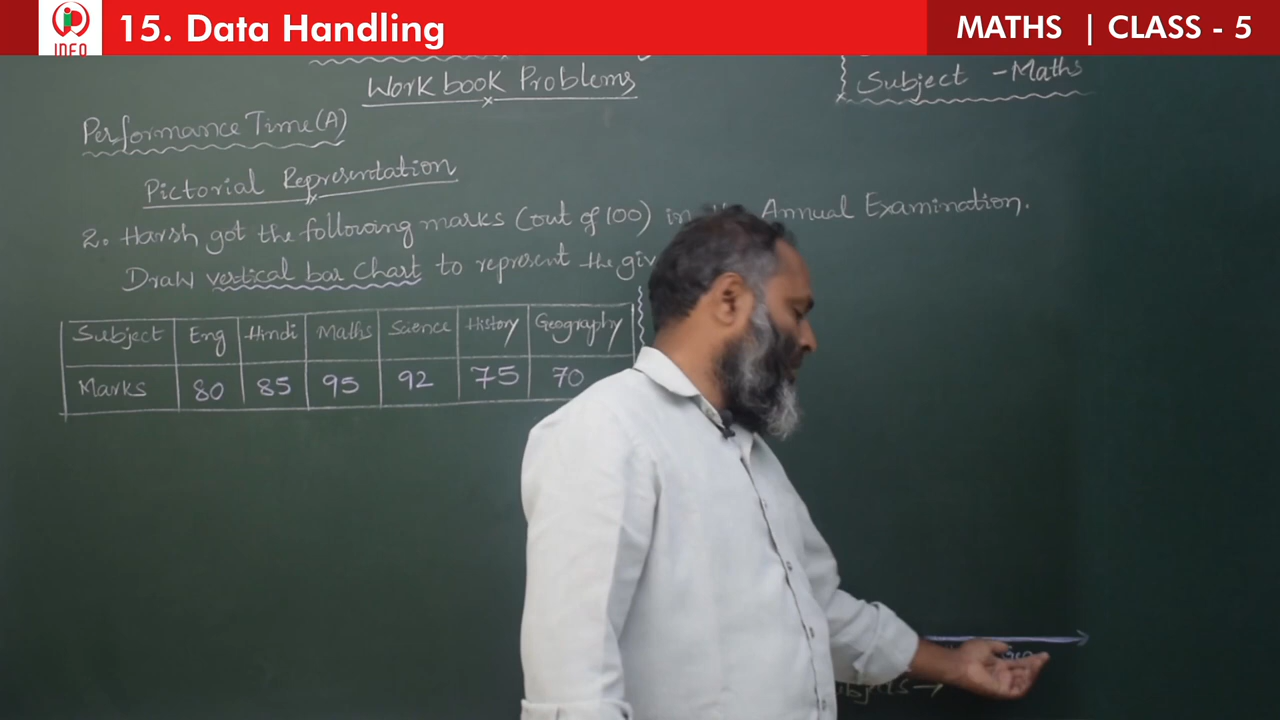 INFO
15. Data Handling
MATHS | CLASS - 5
Workbook Problems
Subject - Maths
Performance Time (A)
Pictorial Representation
2. Harsh got the following marks (out of 100) in Annual Examination.
Draw vertical bar Chart to represent the giv
Subject Eng Hindi Maths Science History Geography
Marks 80 85 95 92 75 70